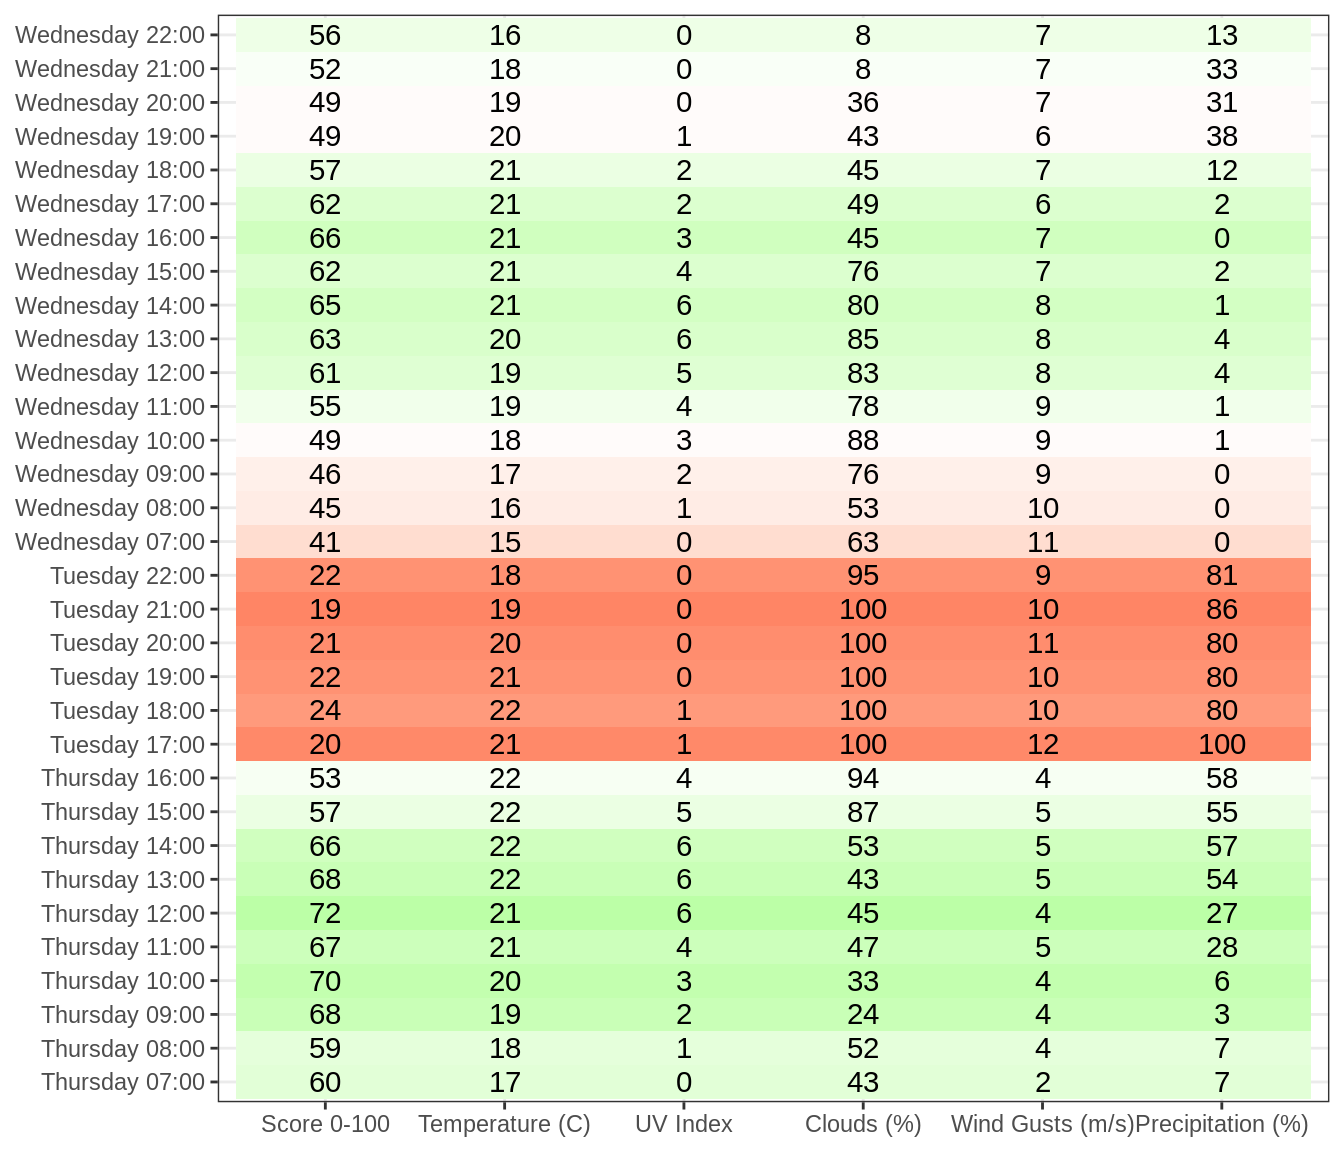 Wednesday 22:00 56 16 0 8 7 13
Wednesday 21:00 52 18 0 8 7 33
Wednesday 20:00 49 19 0 36 7 31
Wednesday 19:00 49 20 1 43 6 38
Wednesday 18:00 57 21 2 45 7 12
Wednesday 17:00 62 21 2 49 6 2
Wednesday 16:00 66 21 3 45 7 0
Wednesday 15:00 62 21 4 76 7 2
Wednesday 14:00 65 21 6 80 8 1
Wednesday 13:00 63 20 6 85 8 4
Wednesday 12:00 61 19 5 83 8 4
Wednesday 11:00 55 19 4 78 9 1
Wednesday 10:00 49 18 3 88 9 1
Wednesday 09:00 46 17 2 76 9 0
Wednesday 08:00 45 16 1 53 10 0
Wednesday 07:00 41 15 0 63 11 0
Tuesday 22:00 22 18 0 95 9 81
Tuesday 21:00 19 19 0 100 10 86
Tuesday 20:00 21 20 0 100 11 80
Tuesday 19:00 22 21 0 100 10 80
Tuesday 18:00 24 22 1 100 10 80
Tuesday 17:00 20 21 1 100 12 100
Thursday 16:00 53 22 4 94 4 58
Thursday 15:00 57 22 5 87 5 55
Thursday 14:00 66 22 6 53 5 57
Thursday 13:00 68 22 6 43 5 54
Thursday 12:00 72 21 6 45 4 27
Thursday 11:00 67 21 4 47 5 28
Thursday 10:00 70 20 3 33 4 6
Thursday 09:00 68 19 2 24 4 3
Thursday 08:00 59 18 1 52 4 7
Thursday 07:00 60 17 0 43 2 7
Score 0-100 Temperature (C) UV Index Clouds (%) Wind Gusts (m/s) Precipitation (%)